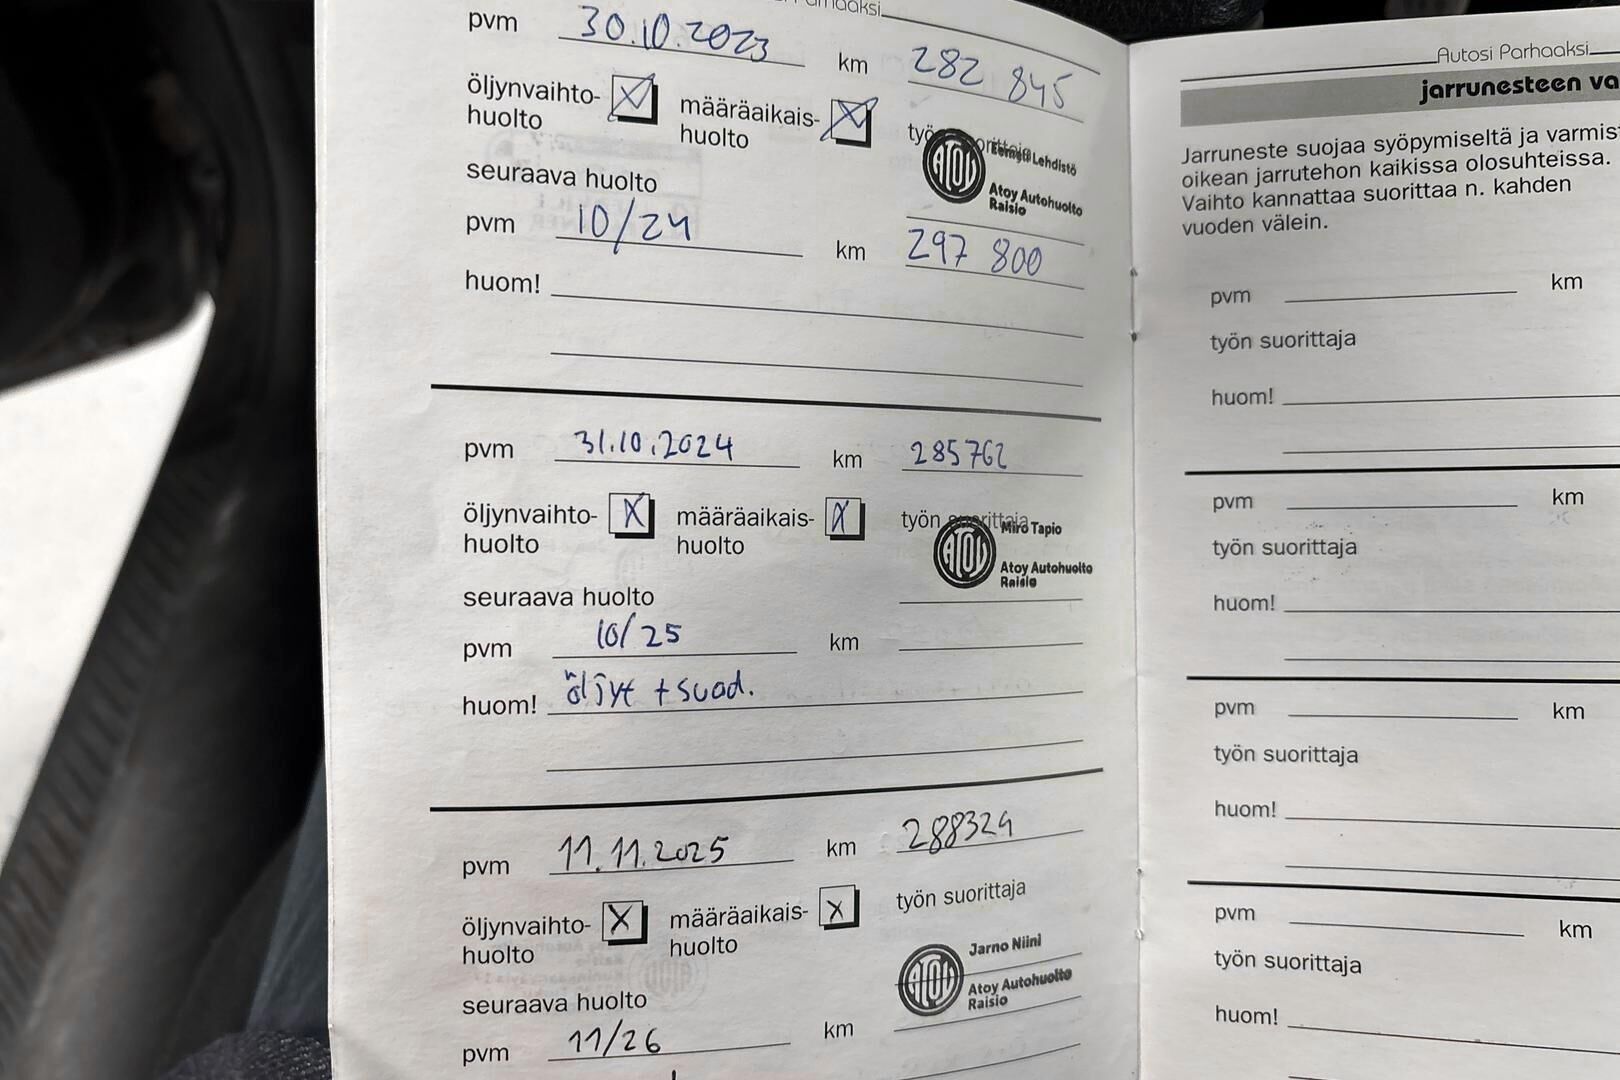 pvm 30.10.2023 km 282 845
öljynvaihto-huolto määräaikais-huolto
Lehdistö
Atoy Autohuolto
Raisio
ATOY
seuraava huolto
pvm 10/24 km 297 800
huom!
pvm 31.10.2024 km 285762
öljynvaihto-huolto X määräaikais-huolto X työn suorittaja
ATOY
Miro Tapio
Atoy Autohuolto
Raisio
seuraava huolto
pvm 10/25 km
huom! öljyt + suod.
pvm 11.11.2025 km 288324
öljynvaihto-huolto X määräaikais-huolto X työn suorittaja
ATOY
Jarno Niini
Atoy Autohuolto
Raisio
seuraava huolto
pvm 11/26 km
Autosi Parhaaksi
jarrunesteen va
Jarruneste suojaa syöpymiseltä ja varmis
oikean jarrutehon kaikissa olosuhteissa.
Vaihto kannattaa suorittaa n. kahden
vuoden välein.
pvm km
työn suorittaja
huom!
pvm km
työn suorittaja
huom!
pvm km
työn suorittaja
huom!
pvm km
työn suorittaja
huom!